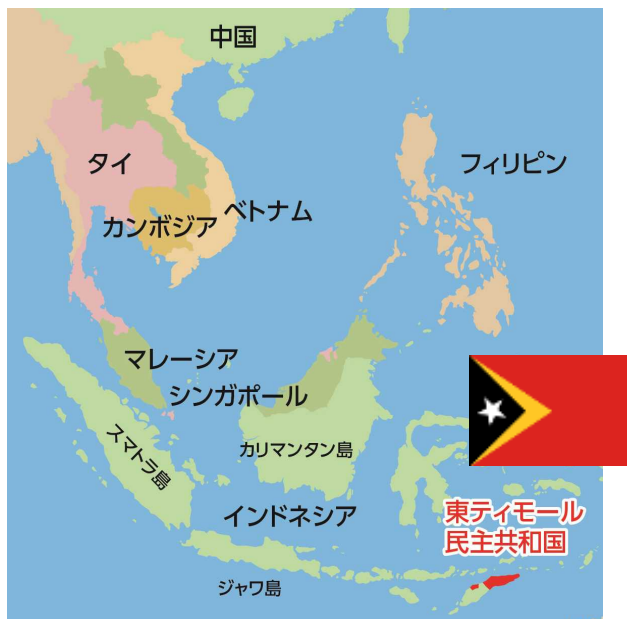 中国
タイ
フィリピン
ベトナム
カンボジア
マレーシア
シンガポール
スマトラ島
カリマンタン島
インドネシア
東ティモール
民主共和国
ジャワ島